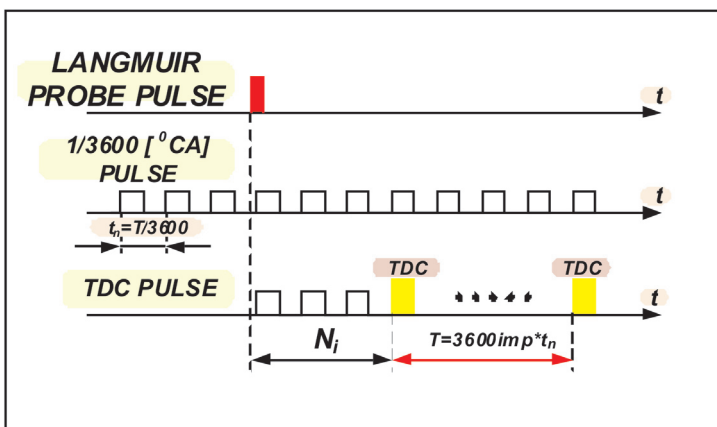 LANGMUIR
PROBE PULSE
t
1/3600 [ ⁰CA]
PULSE
t
tn=T/3600
TDC PULSE
TDC
TDC
t
Ni
T=3600imp*tn